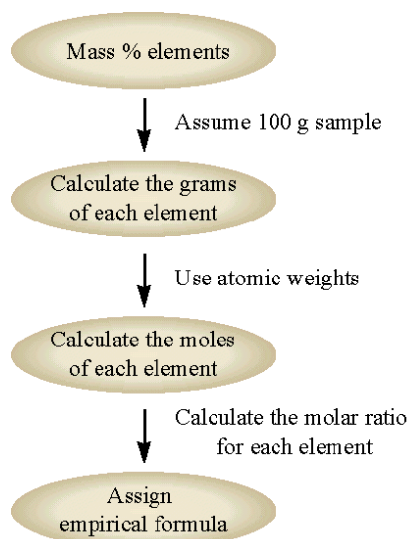 Mass % elements
Assume 100 g sample
Calculate the grams
of each element
Use atomic weights
Calculate the moles
of each element
Calculate the molar ratio
for each element
Assign
empirical formula